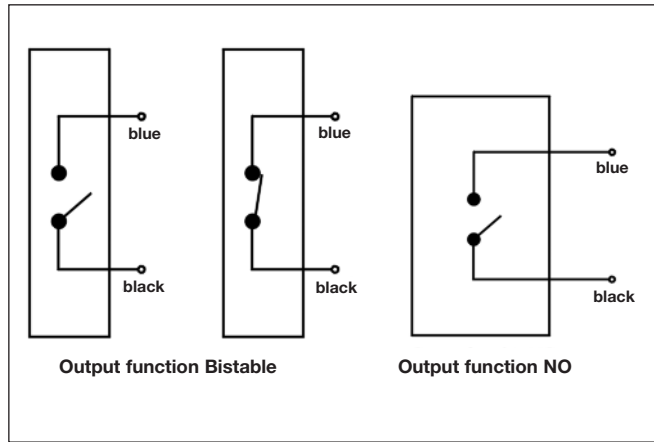 blue
blue
blue
black
black
black
Output function Bistable
Output function NO